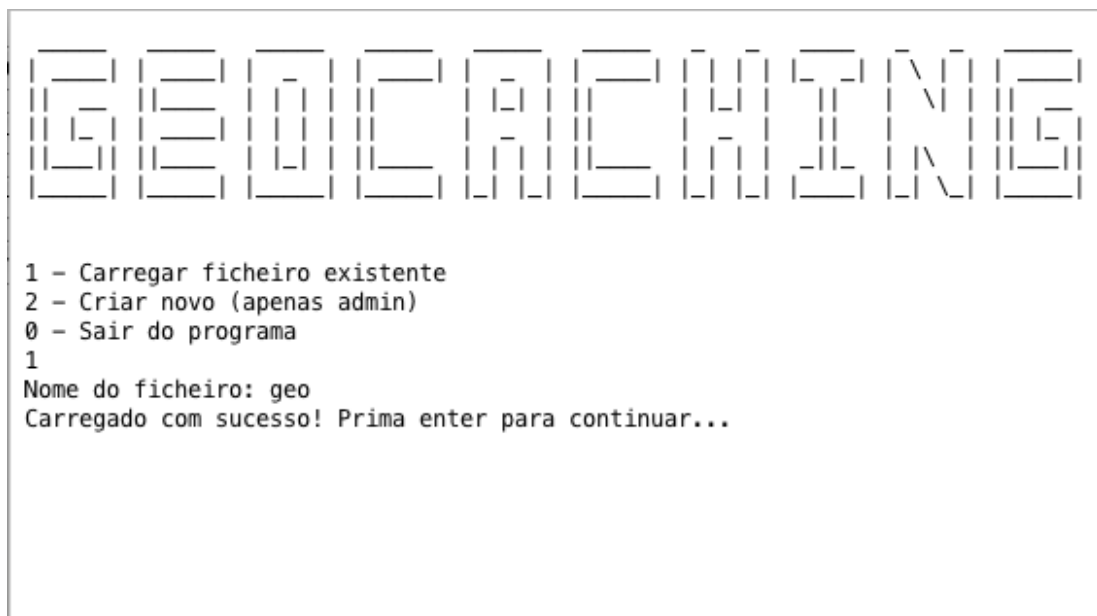 GEOCACHING
1 – Carregar ficheiro existente
2 – Criar novo (apenas admin)
0 – Sair do programa
1
Nome do ficheiro: geo
Carregado com sucesso! Prima enter para continuar...